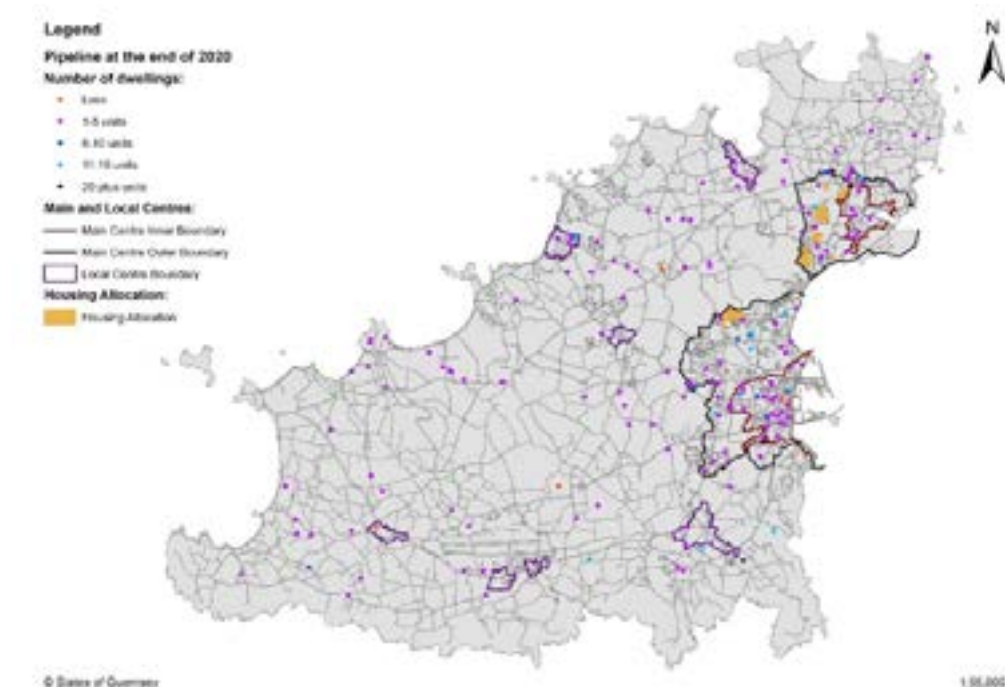 Legend
N
Pipeline at the end of 2020
Number of dwellings:
Loss
1-5 units
6-10 units
units
20 plus units
Main and Local Centres:
Main Centre Inner Boundary
Main Centre Outer Boundary
Local Centre Boundary
Housing Allocation:
Housing Allocation
© States of Guernsey